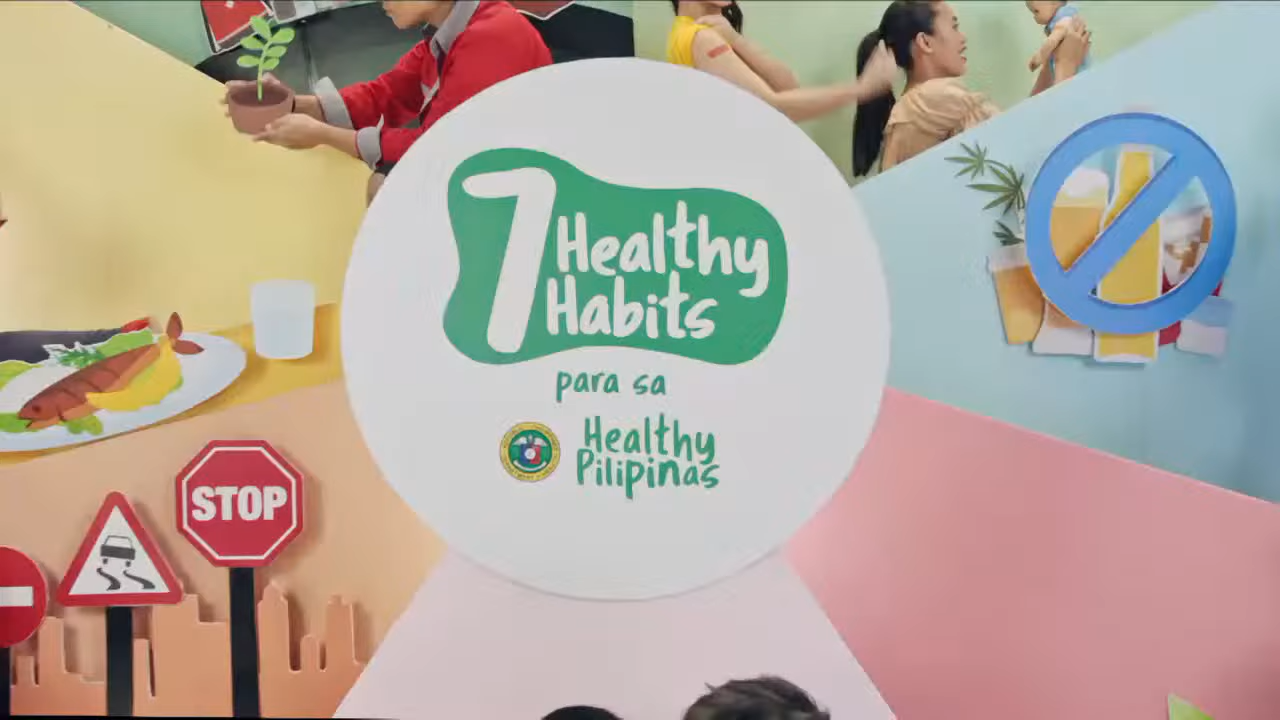 7 Healthy
Habits
para sa
Healthy
Pilipinas
STOP